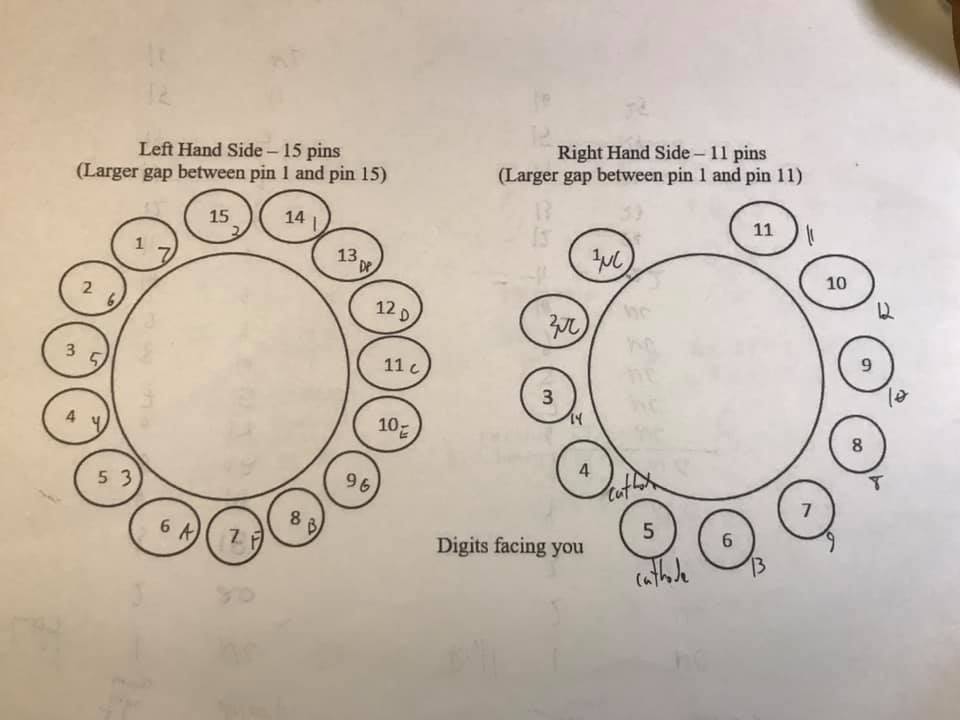 Left Hand Side – 15 pins
(Larger gap between pin 1 and pin 15)
15 2
14 1
13 DP
12 D
11 C
10 E
9 G
8 B
7 F
6 A
5 3
4 4
3 5
2 6
1 7
Right Hand Side – 11 pins
(Larger gap between pin 1 and pin 11)
11 11
10 12
9 10
8 8
7 9
6 13
5 cathode
4 cathode
3 14
2 NC
1 NC
Digits facing you